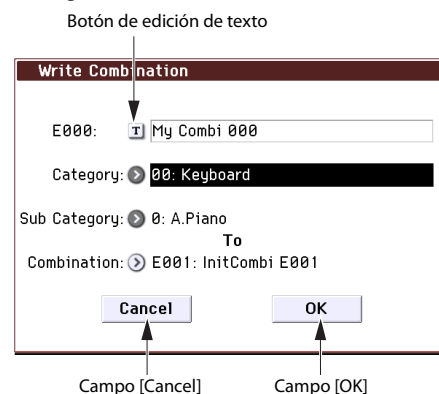 Botón de edición de texto
Write Combination
E000: T My Combi 000
Category: 00: Keyboard
Sub Category: 0: A.Piano
To
Combination: E001: InitCombi E001
Cancel OK
Campo [Cancel] Campo [OK]